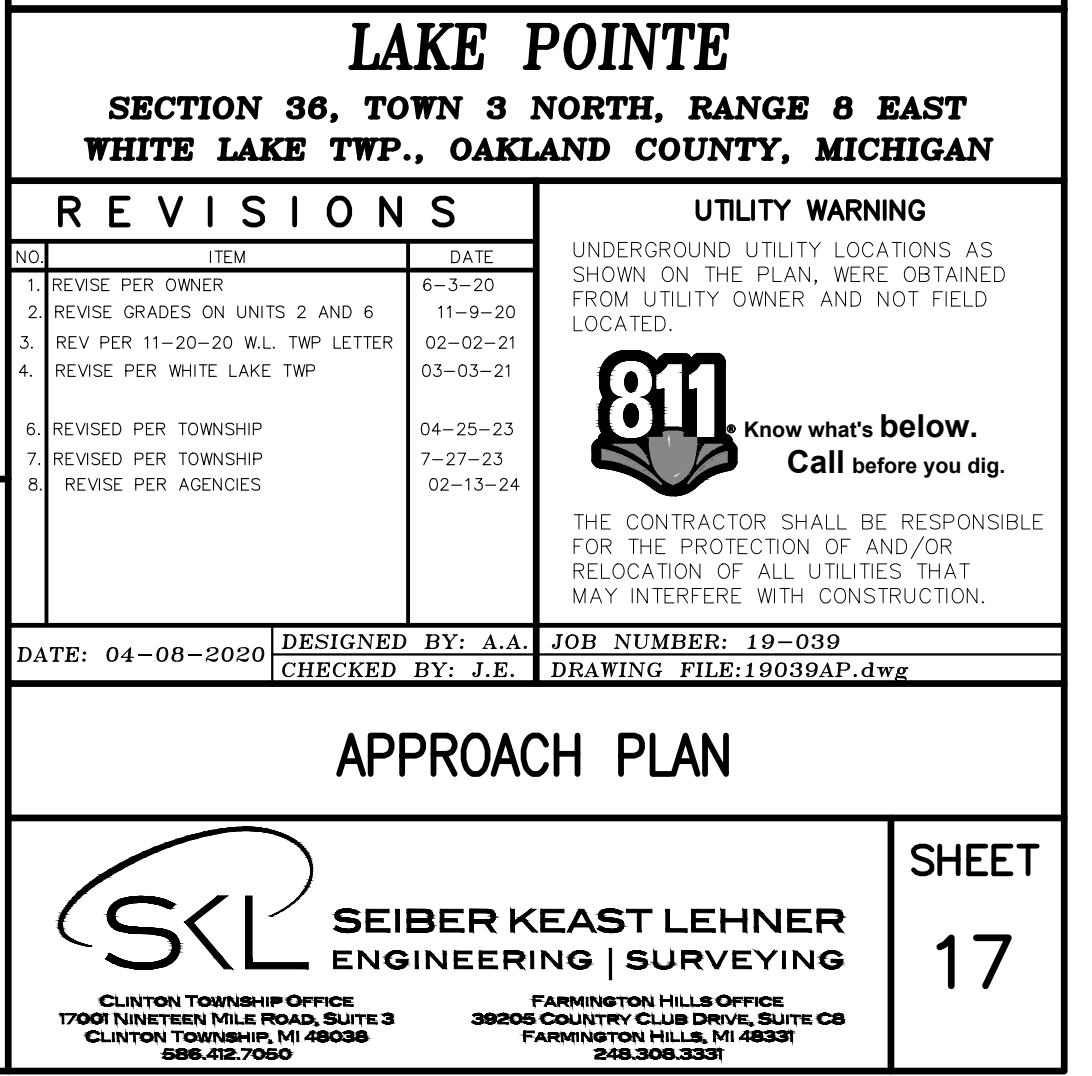 LAKE POINTE
SECTION 36, TOWN 3 NORTH, RANGE 8 EAST
WHITE LAKE TWP., OAKLAND COUNTY, MICHIGAN
REVISIONS
NO. ITEM DATE
1. REVISE PER OWNER 6-3-20
2. REVISE GRADES ON UNITS 2 AND 6 11-9-20
3. REV PER 11-20-20 W.L. TWP LETTER 02-02-21
4. REVISE PER WHITE LAKE TWP 03-03-21
6. REVISED PER TOWNSHIP 04-25-23
7. REVISED PER TOWNSHIP 7-27-23
8. REVISE PER AGENCIES 02-13-24
UTILITY WARNING
UNDERGROUND UTILITY LOCATIONS AS
SHOWN ON THE PLAN, WERE OBTAINED
FROM UTILITY OWNER AND NOT FIELD
LOCATED.
811
® Know what's below.
Call before you dig.
THE CONTRACTOR SHALL BE RESPONSIBLE
FOR THE PROTECTION OF AND/OR
RELOCATION OF ALL UTILITIES THAT
MAY INTERFERE WITH CONSTRUCTION.
DATE: 04-08-2020
DESIGNED BY: A.A.
CHECKED BY: J.E.
JOB NUMBER: 19-039
DRAWING FILE:19039AP.dwg
APPROACH PLAN
SKL
SEIBER KEAST LEHNER
ENGINEERING | SURVEYING
CLINTON TOWNSHIP OFFICE
17001 NINETEEN MILE ROAD, SUITE 3
CLINTON TOWNSHIP, MI 48038
586.412.7050
FARMINGTON HILLS OFFICE
39205 COUNTRY CLUB DRIVE, SUITE C8
FARMINGTON HILLS, MI 48331
248.308.3331
SHEET
17